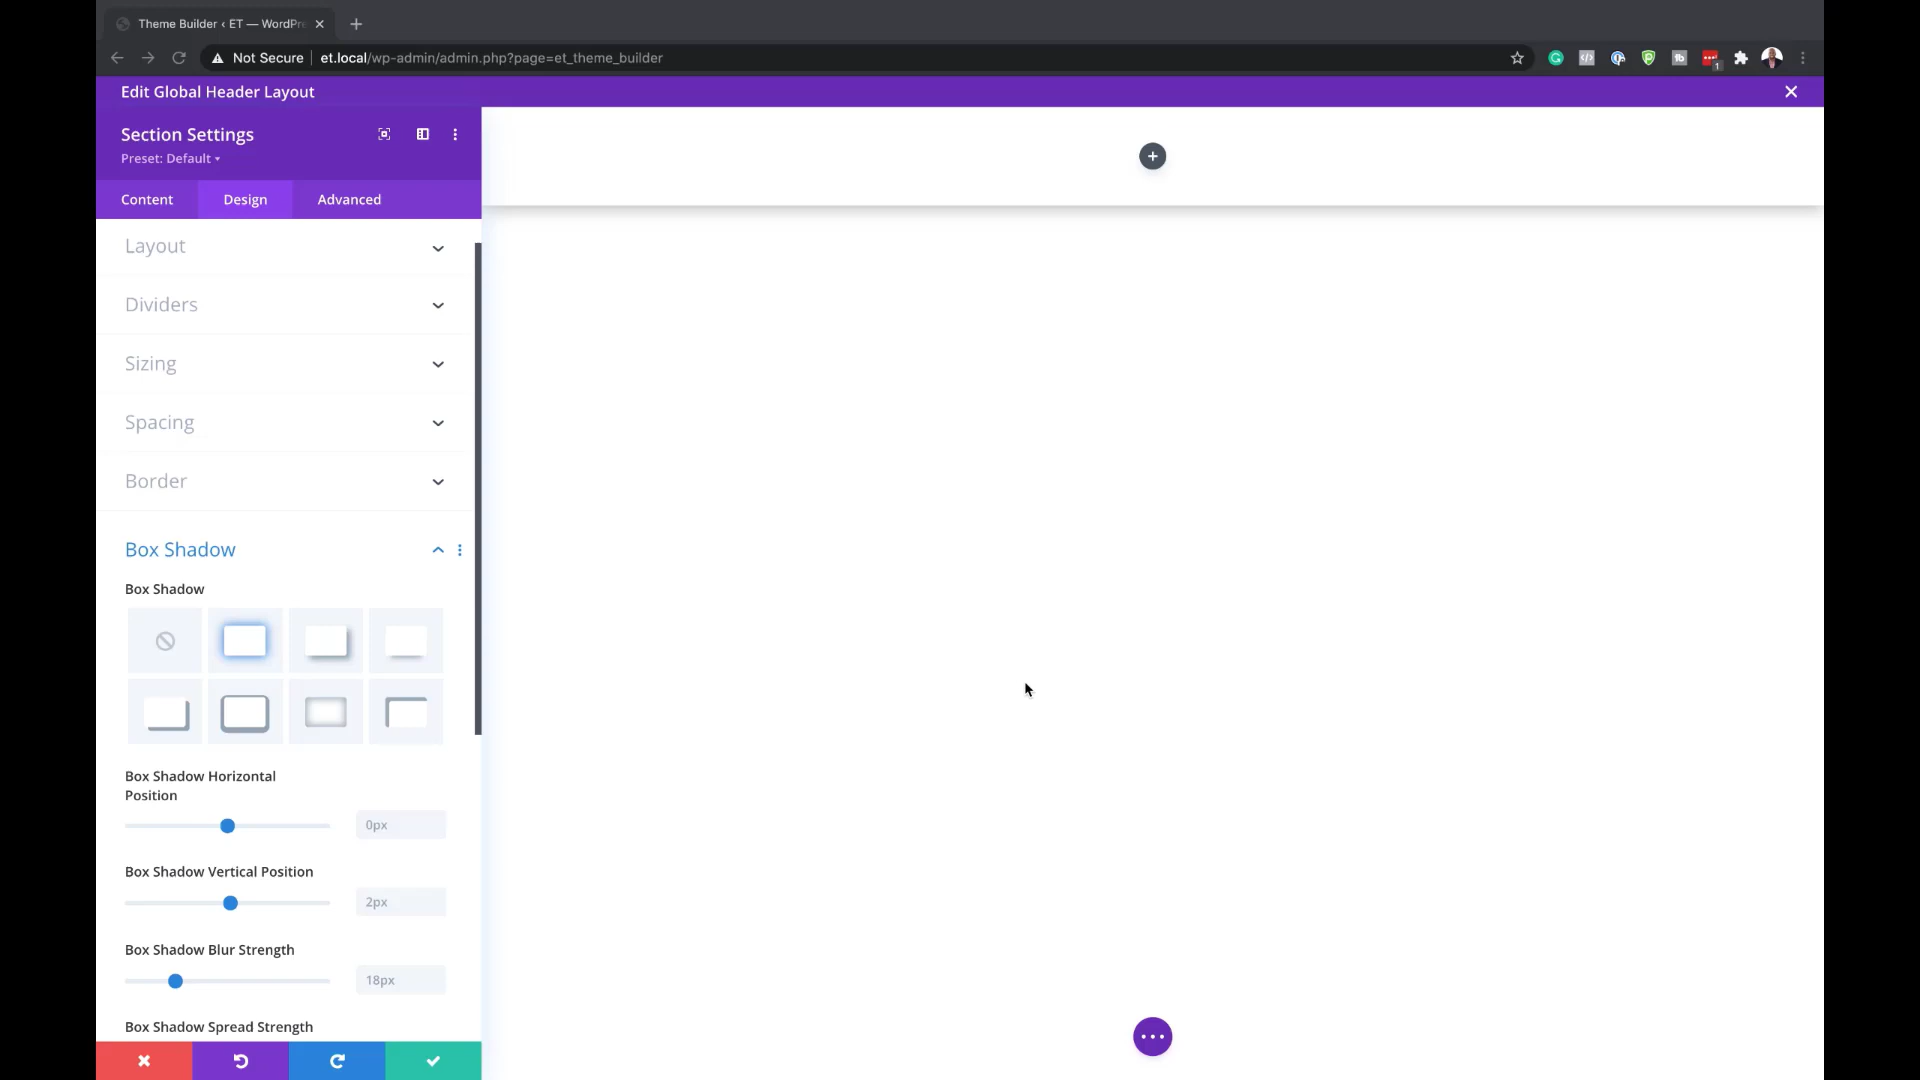 Theme Builder ‹ ET — WordPre
Not Secure
et.local/wp-admin/admin.php?page=et_theme_builder
1
Edit Global Header Layout
Section Settings
Preset: Default
Content
Design
Advanced
Layout
Dividers
Sizing
Spacing
Border
Box Shadow
Box Shadow
Box Shadow Horizontal
Position
0px
Box Shadow Vertical Position
2px
Box Shadow Blur Strength
18px
Box Shadow Spread Strength